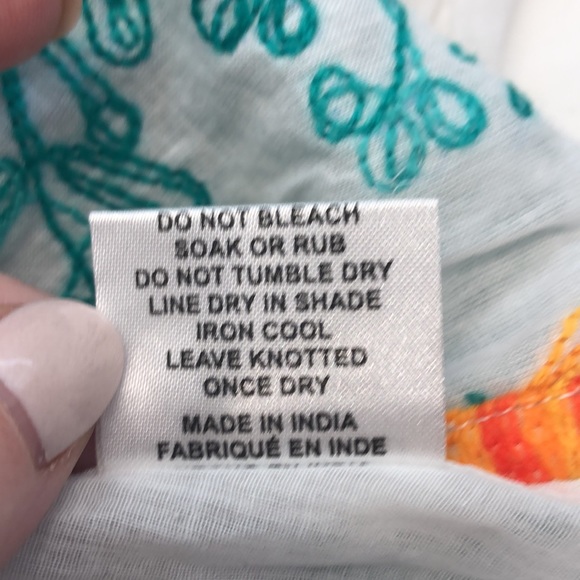 DO NOT BLEACH
SOAK OR RUB
DO NOT TUMBLE DRY
LINE DRY IN SHADE
IRON COOL
LEAVE KNOTTED
ONCE DRY
MADE IN INDIA
FABRIQUÉ EN INDE